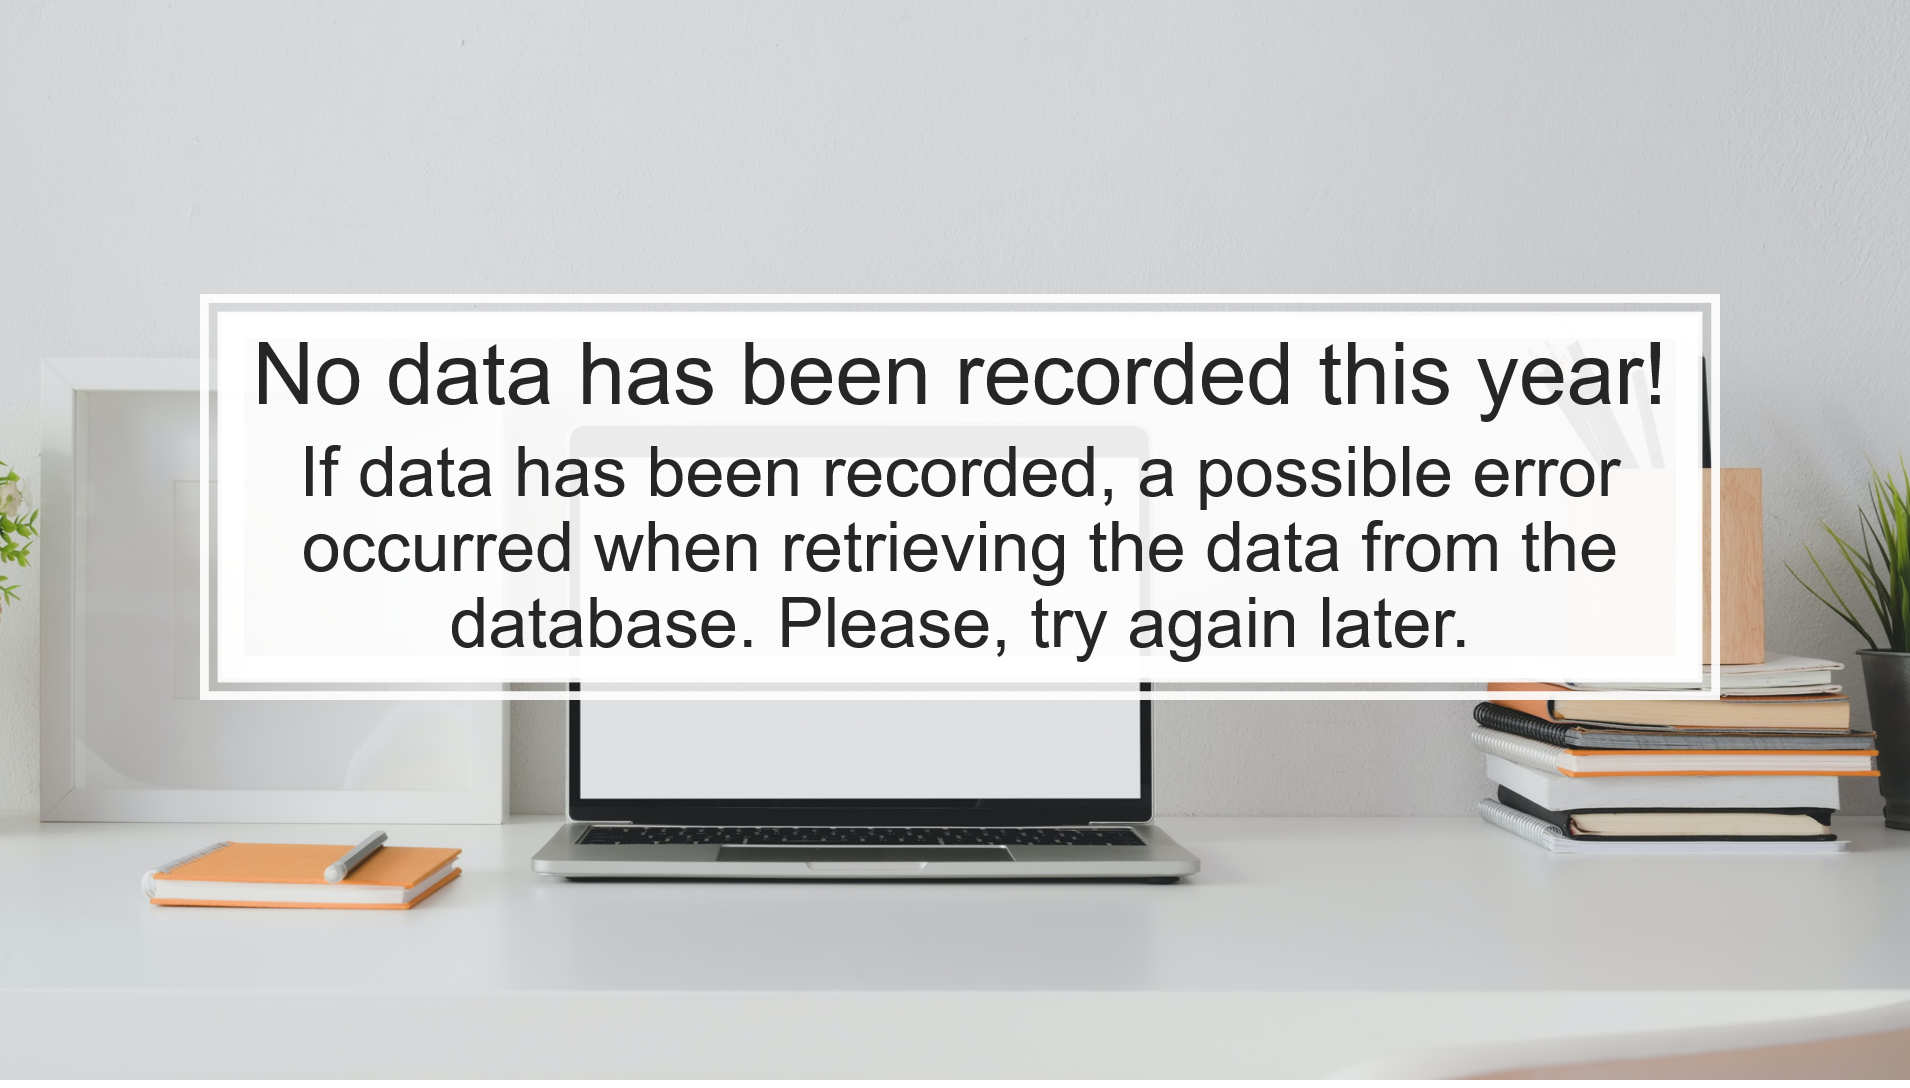 No data has been recorded this year!
If data has been recorded, a possible error
occurred when retrieving the data from the
database. Please, try again later.